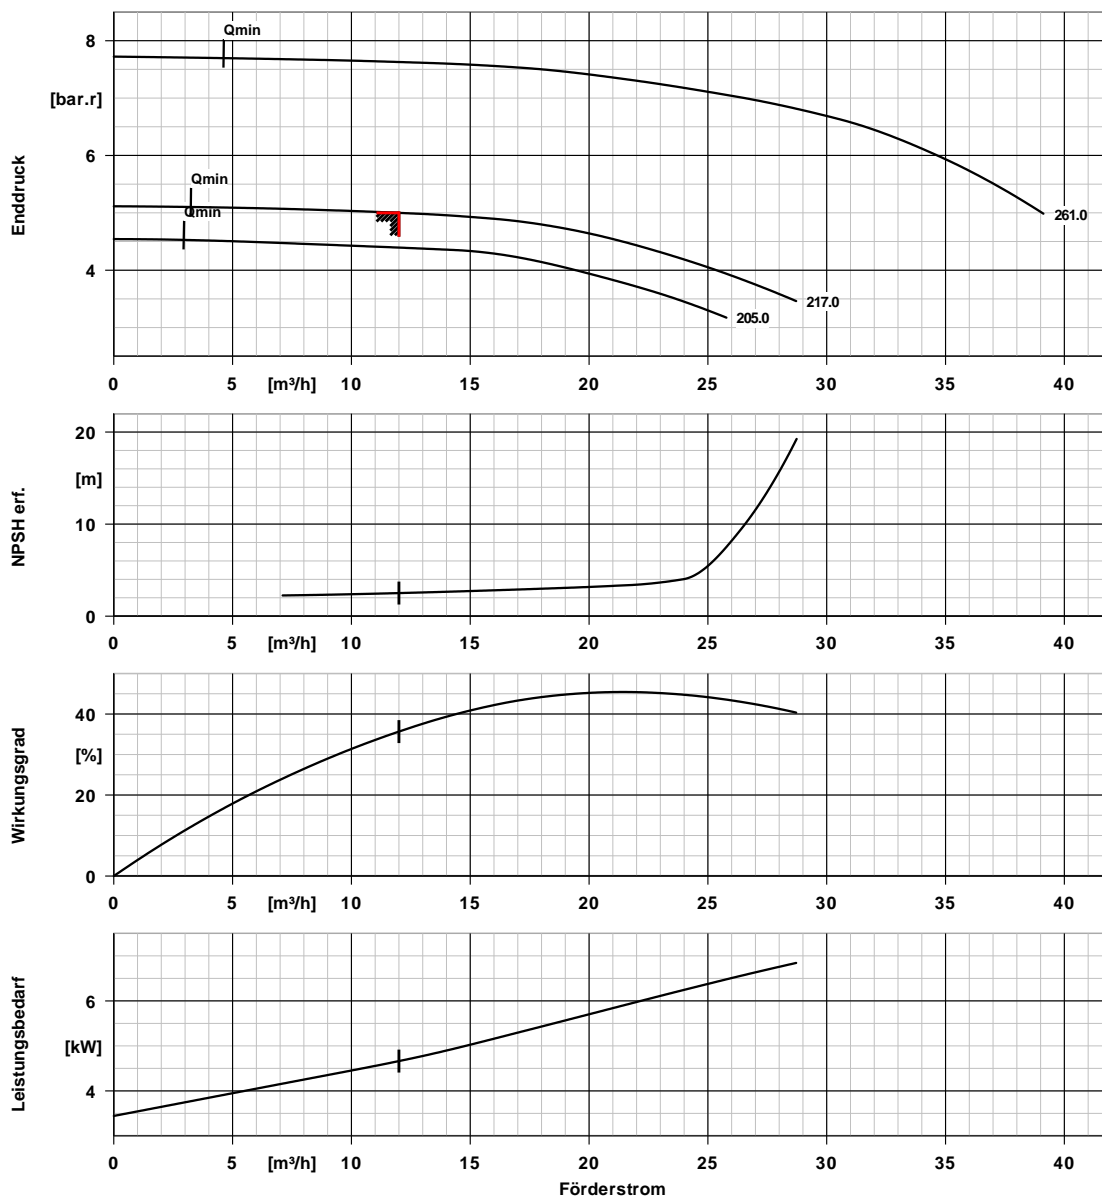 Qmin
8
[bar.r]
Enddruck
6
Qmin
Qmin
261.0
4
217.0
205.0
0 5 [m³/h] 10 15 20 25 30 35 40
20
[m]
NPSH erf.
10
0
0 5 [m³/h] 10 15 20 25 30 35 40
40
[%]
Wirkungsgrad
20
0
0 5 [m³/h] 10 15 20 25 30 35 40
6
[kW]
Leistungsbedarf
4
0 5 [m³/h] 10 15 20 25 30 35 40
Förderstrom